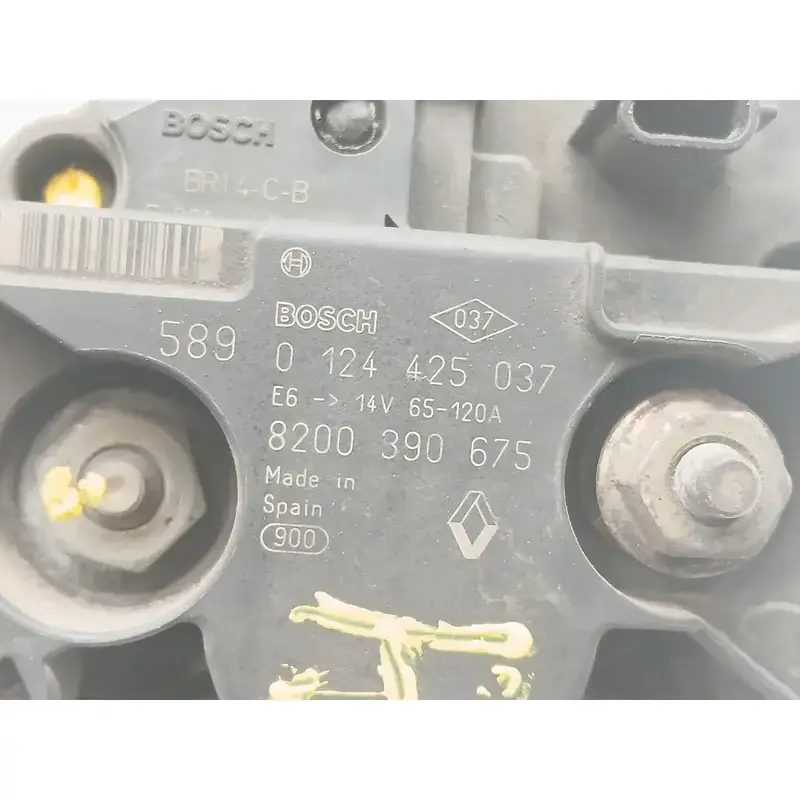 BOSCH
BR14-C-B
BOSCH
037
589
0 124 425 037
E6 -> 14V 65-120A
8200 390 675
Made in
Spain
900